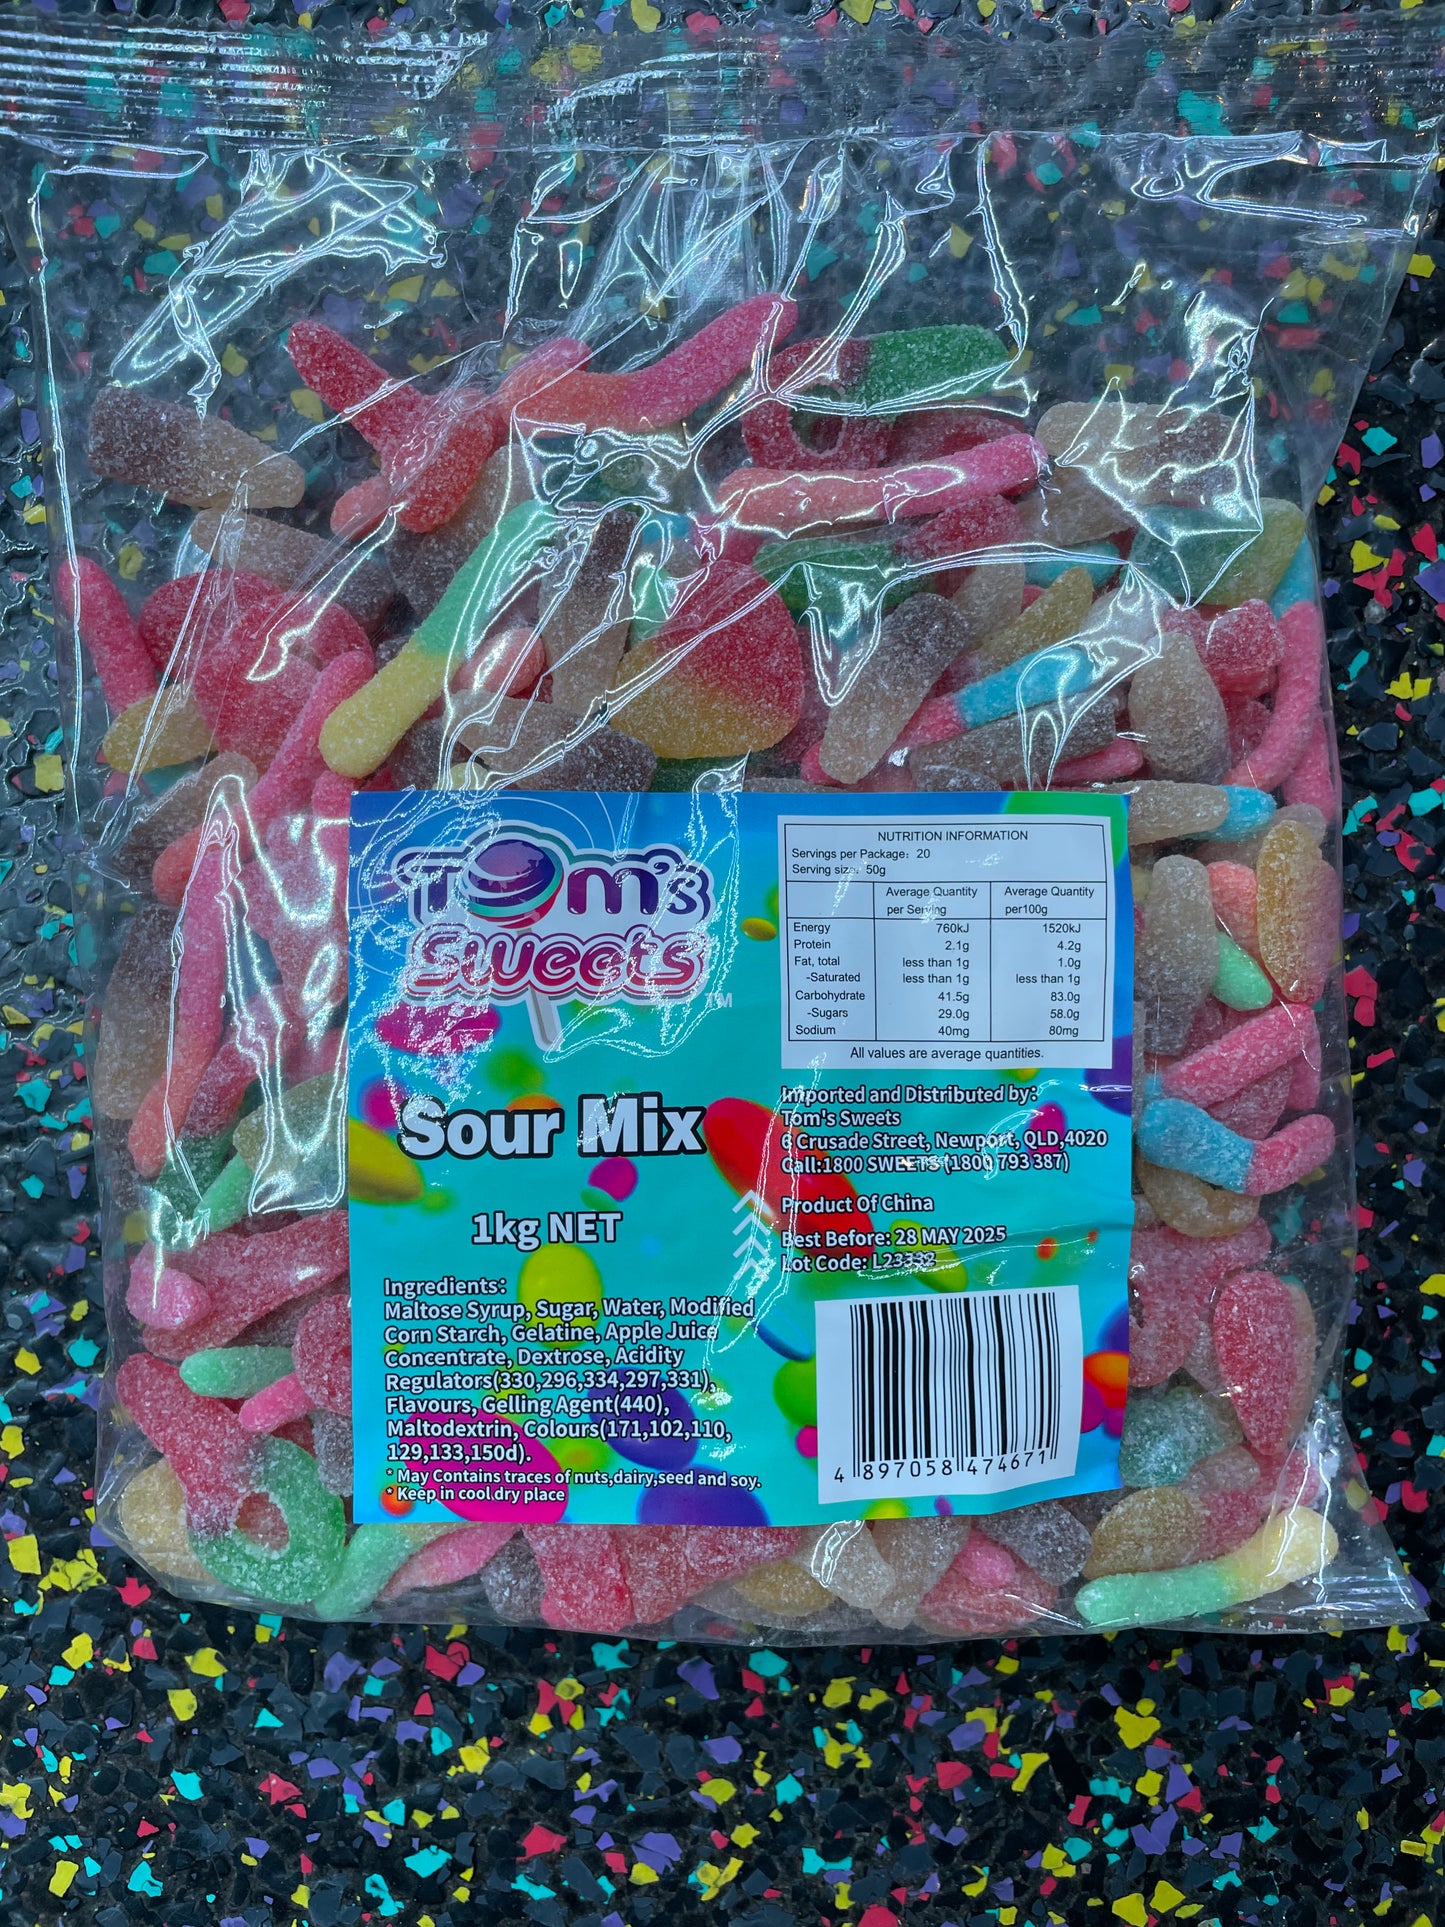 Tom's
Sweets
TM
Sour Mix
1kg NET
Ingredients:
Maltose Syrup, Sugar, Water, Modified
Corn Starch, Gelatine, Apple Juice
Concentrate, Dextrose, Acidity
Regulators(330,296,334,297,331),
Flavours, Gelling Agent(440),
Maltodextrin, Colours(171,102,110,
129,133,150d).
* May Contains traces of nuts,dairy,seed and soy.
* Keep in cool,dry place
NUTRITION INFORMATION
Servings per Package: 20
Serving size: 50g
Average Quantity Average Quantity
per Serving per100g
Energy 760kJ 1520kJ
Protein 2.1g 4.2g
Fat, total less than 1g 1.0g
-Saturated less than 1g less than 1g
Carbohydrate 41.5g 83.0g
-Sugars 29.0g 58.0g
Sodium 40mg 80mg
All values are average quantities.
Imported and Distributed by:
Tom's Sweets
6 Crusade Street, Newport, QLD,4020
Call:1800 SWEETS (1800 793 387)
Product Of China
Best Before: 28 MAY 2025
Lot Code: L23332
4 897058 474671